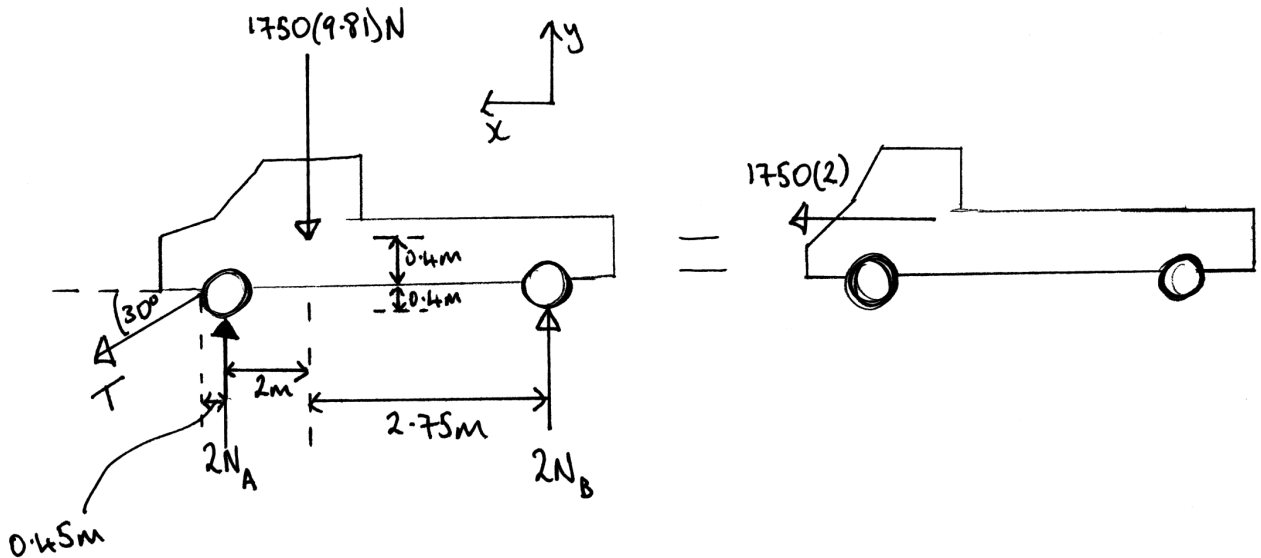 1750(9.81)N
y
x
1750(2)
0.4m
0.4m
=
30°
T
2m
2.75m
2N_A
2N_B
0.45m